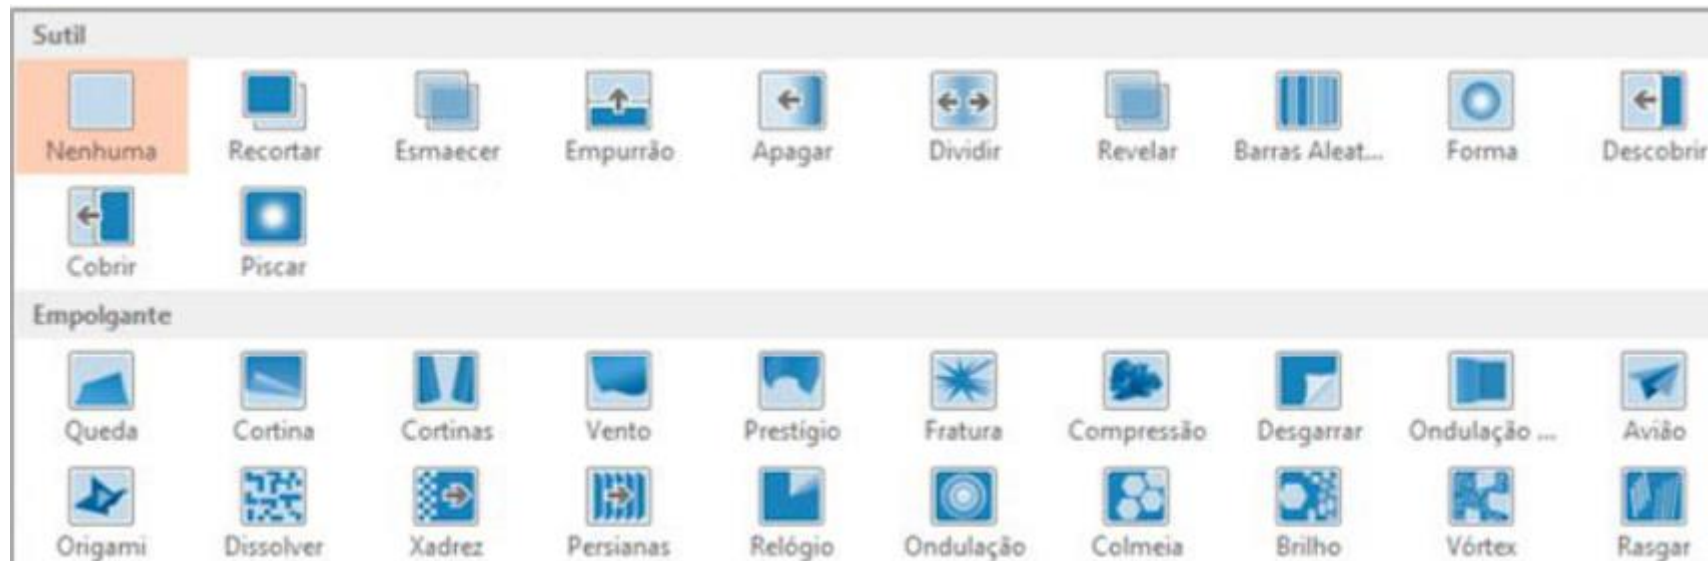 Sutil
Nenhuma Recortar Esmaecer Empurrão Apagar Dividir Revelar Barras Aleat... Forma Descobrir
Cobrir Piscar
Empolgante
Queda Cortina Cortinas Vento Prestígio Fratura Compressão Desgarrar Ondulação ... Avião
Origami Dissolver Xadrez Persianas Relógio Ondulação Colmeia Brilho Vórtex Rasgar